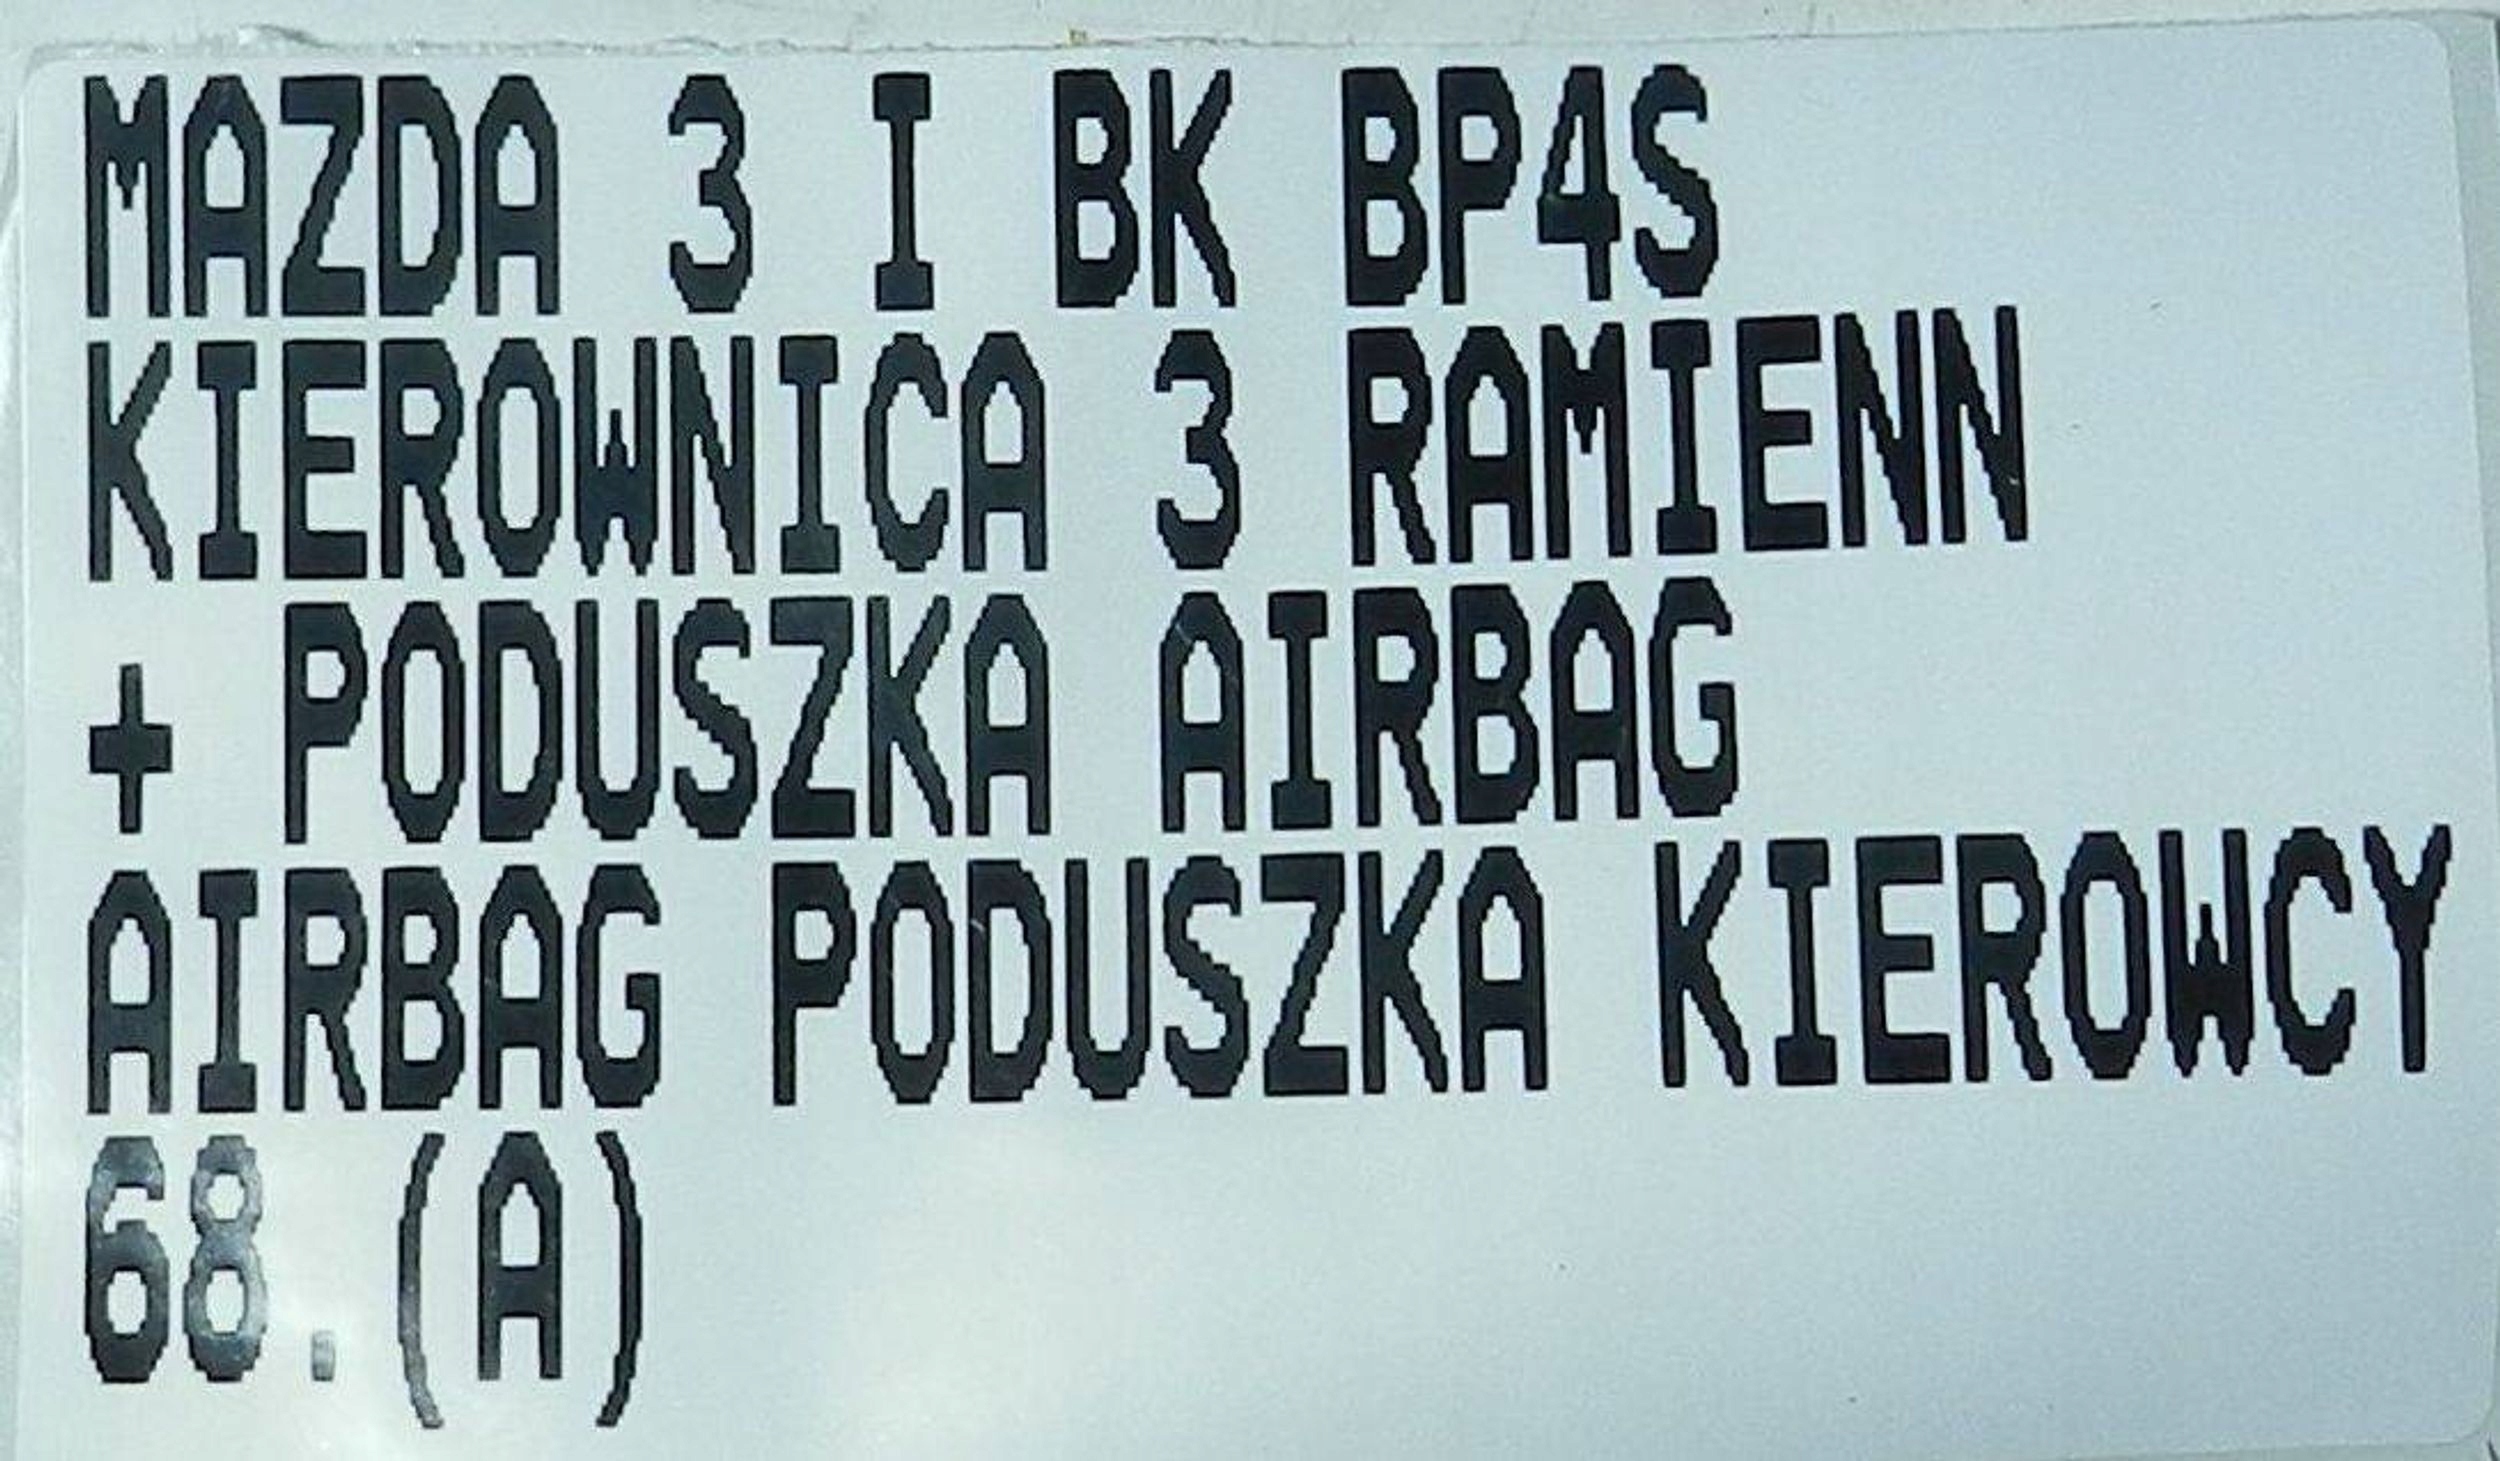 MAZDA 3 I BK BP4S
KIEROWNICA 3 RAMIENN
+ PODUSZKA AIRBAG
AIRBAG PODUSZKA KIEROWCY
68.(A)